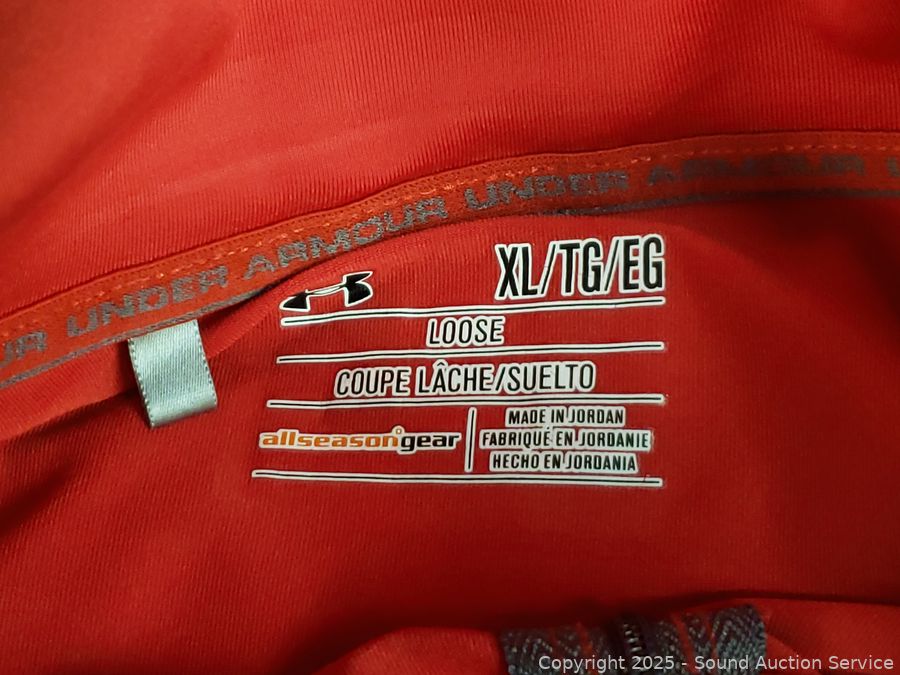 UR UNDER ARMOUR UNDER ARMOUR U
XL/TG/EG
LOOSE
COUPE LÂCHE/SUELTO
allseasongear
MADE IN JORDAN
FABRIQUÉ EN JORDANIE
HECHO EN JORDANIA
Copyright 2025 - Sound Auction Service